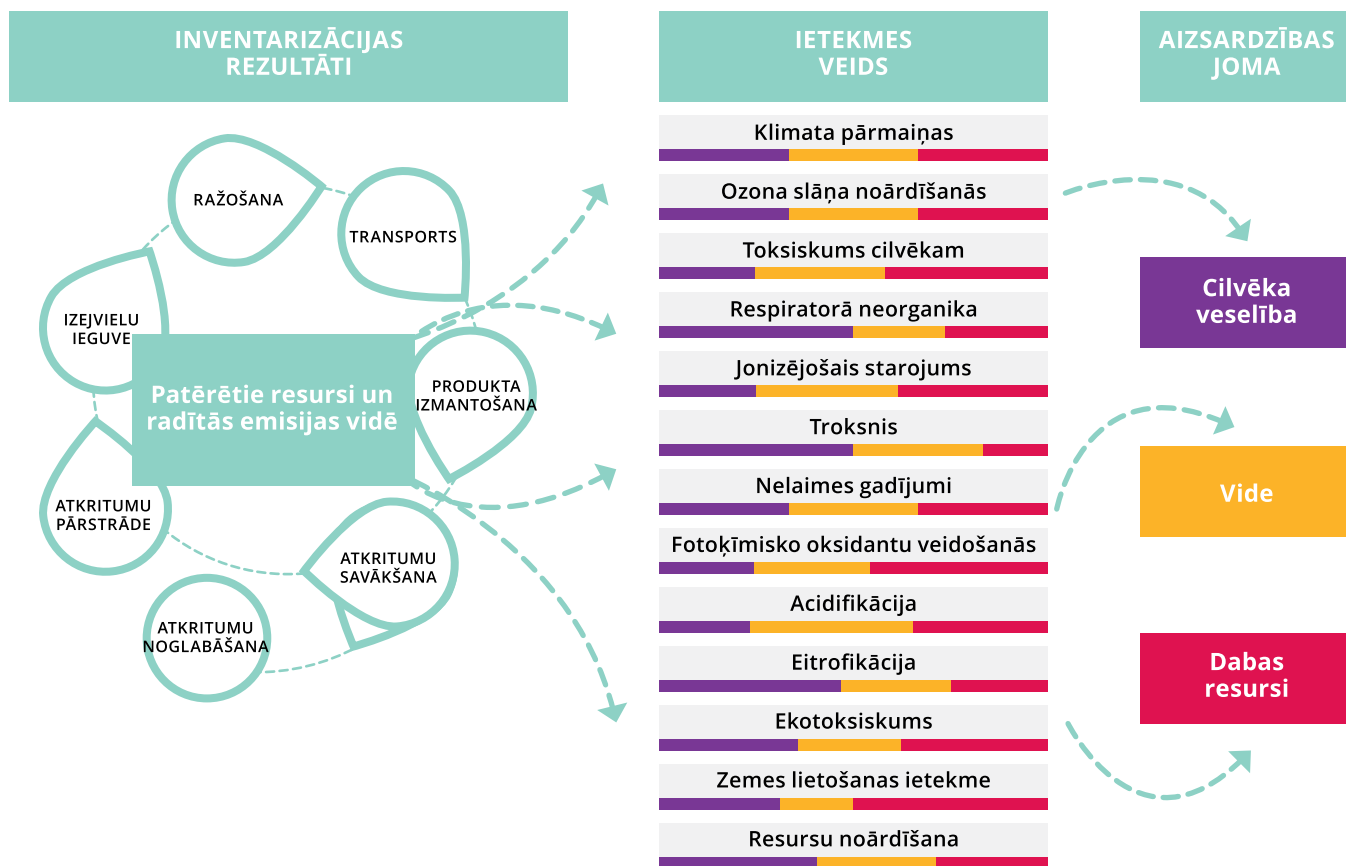 INVENTARIZĀCIJAS
REZULTĀTI
RAŽOŠANA
TRANSPORTS
IZEJVIELU
IEGUVE
Patērētie resursi un
radītās emisijas vidē
PRODUKTA
IZMANTOŠANA
ATKRITUMU
PĀRSTRĀDE
ATKRITUMU
SAVĀKŠANA
ATKRITUMU
NOGLABĀŠANA
IETEKMES
VEIDS
Klimata pārmaiņas
Ozona slāņa noārdīšanās
Toksiskums cilvēkam
Respiratorā neorganika
Jonizējošais starojums
Troksnis
Nelaimes gadījumi
Fotoķīmisko oksidantu veidošanās
Acidifikācija
Eitrofikācija
Ekotoksiskums
Zemes lietošanas ietekme
Resursu noārdīšana
AIZSARDZĪBAS
JOMA
Cilvēka
veselība
Vide
Dabas
resursi